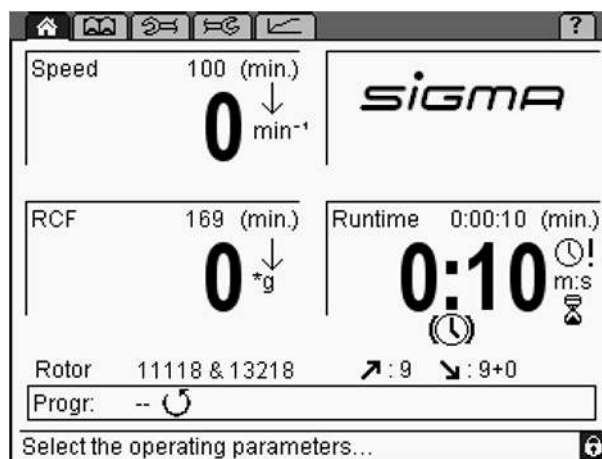 ?
Speed 100 (min.)
0 min⁻¹
sigma
RCF 169 (min.)
0 *g
Runtime 0:00:10 (min.)
0:10 ! m:s
Rotor 11118 & 13218 : 9 : 9+0
Progr: --
Select the operating parameters...